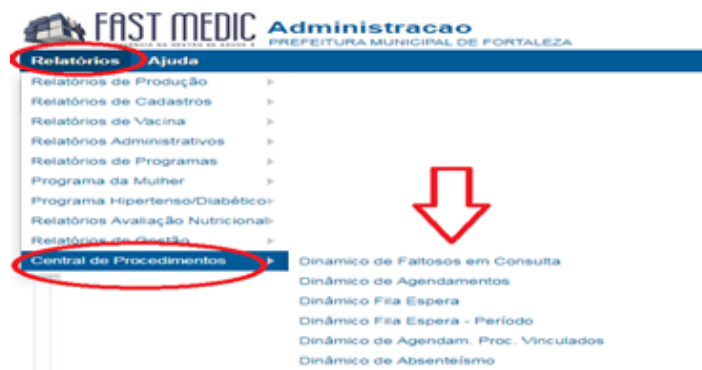 FAST MEDIC Administracao
PREFEITURA MUNICIPAL DE FORTALEZA
Relatórios Ajuda
Relatórios de Produção
Relatórios de Cadastros
Relatórios de Vacina
Relatórios Administrativos
Relatórios de Programas
Programa da Mulher
Programa Hipertenso/Diabético
Relatórios Avaliação Nutricional
Relatórios de Gestão
Central de Procedimentos
Dinamico de Faltosos em Consulta
Dinâmico de Agendamentos
Dinâmico Fila Espera
Dinâmico Fila Espera - Período
Dinâmico de Agendam. Proc. Vinculados
Dinâmico de Absenteísmo